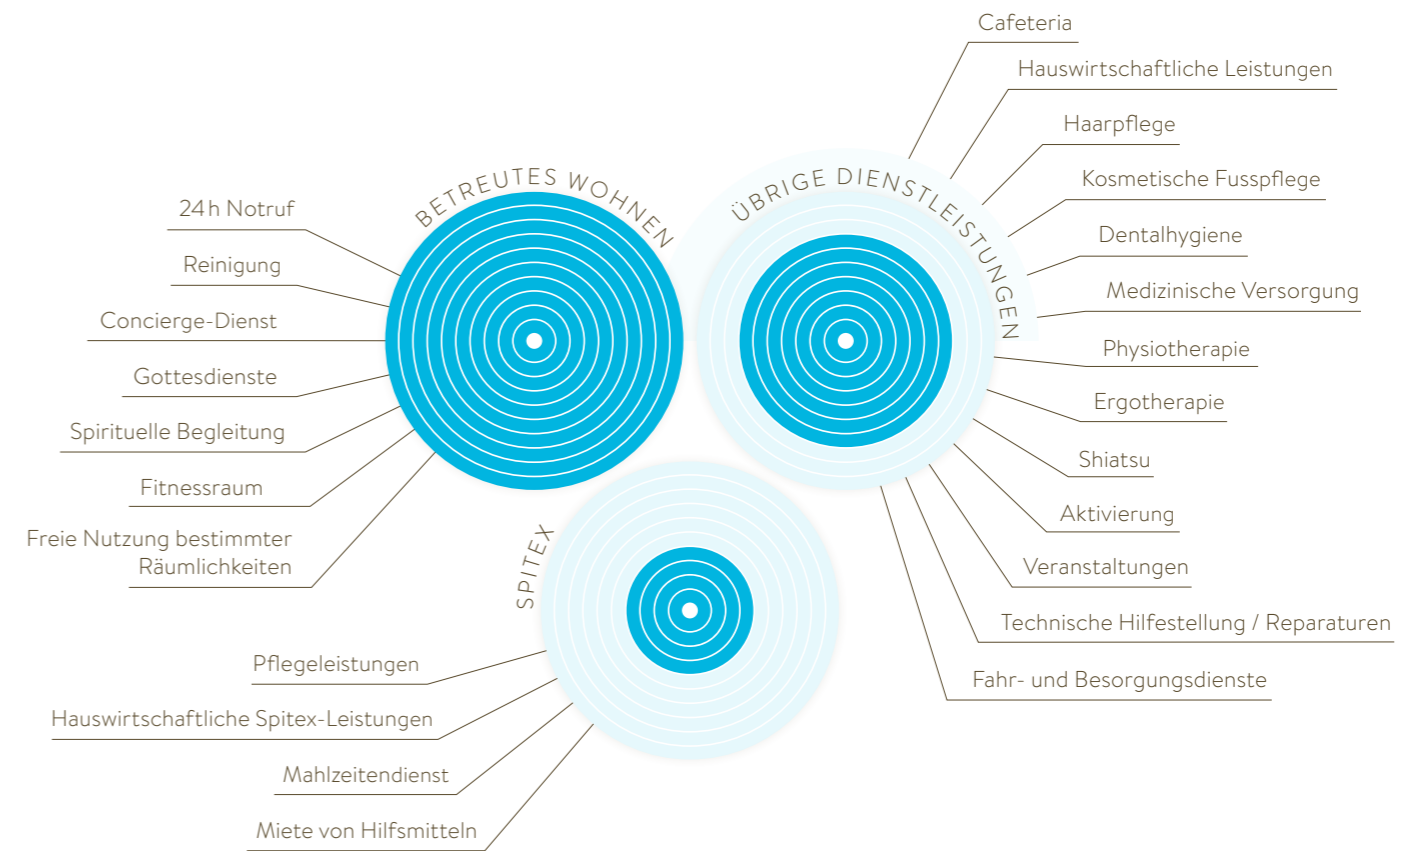 BETREUTES WOHNEN
24 h Notruf
Reinigung
Concierge-Dienst
Gottesdienste
Spirituelle Begleitung
Fitnessraum
Freie Nutzung bestimmter
Räumlichkeiten
ÜBRIGE DIENSTLEISTUNGEN
Cafeteria
Hauswirtschaftliche Leistungen
Haarpflege
Kosmetische Fusspflege
Dentalhygiene
Medizinische Versorgung
Physiotherapie
Ergotherapie
Shiatsu
Aktivierung
Veranstaltungen
Technische Hilfestellung / Reparaturen
Fahr- und Besorgungsdienste
SPITEX
Pflegeleistungen
Hauswirtschaftliche Spitex-Leistungen
Mahlzeitendienst
Miete von Hilfsmitteln